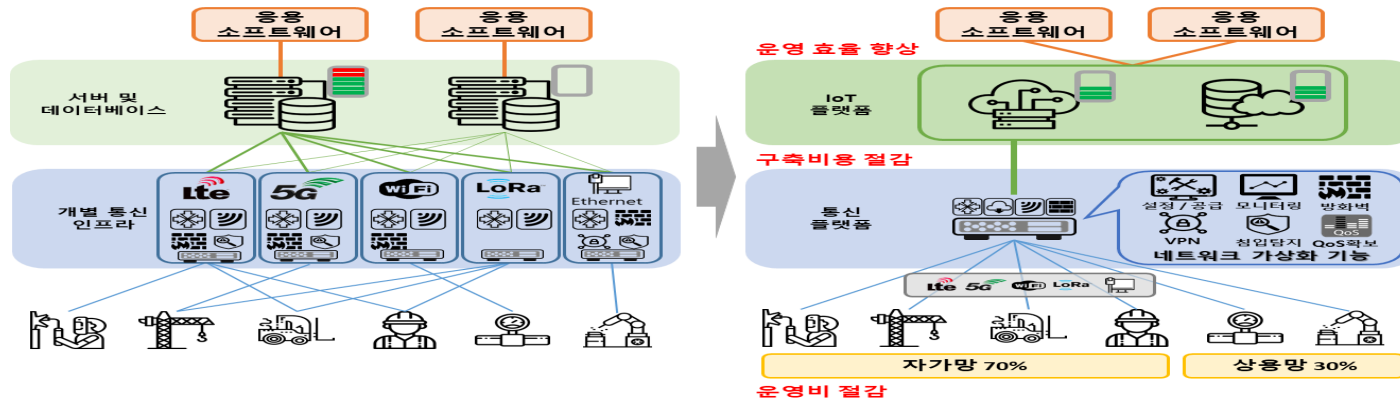 응용
소프트웨어
응용
소프트웨어
서버 및
데이터베이스
개별 통신
인프라
Lte
5G
WiFi
LoRa
Ethernet
응용
소프트웨어
응용
소프트웨어
운영 효율 향상
IoT
플랫폼
구축비용 절감
통신
플랫폼
설정 / 공급
모니터링
방화벽
VPN
침입탐지
QoS
QoS확보
네트워크 가상화 기능
Lte
5G
WiFi
LoRa
자가망 70%
상용망 30%
운영비 절감